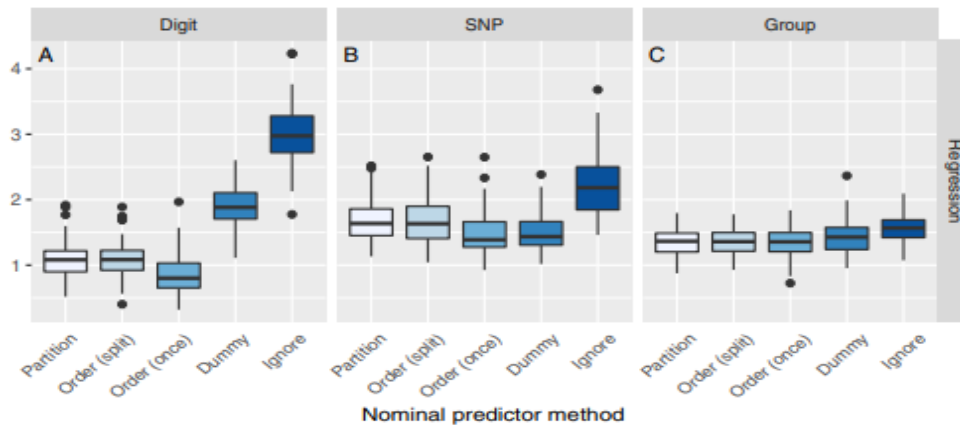 Digit SNP Group
A B C
4
3
2
1
Regression
Partition Order (split) Order (once) Dummy Ignore Partition Order (split) Order (once) Dummy Ignore Partition Order (split) Order (once) Dummy Ignore
Nominal predictor method